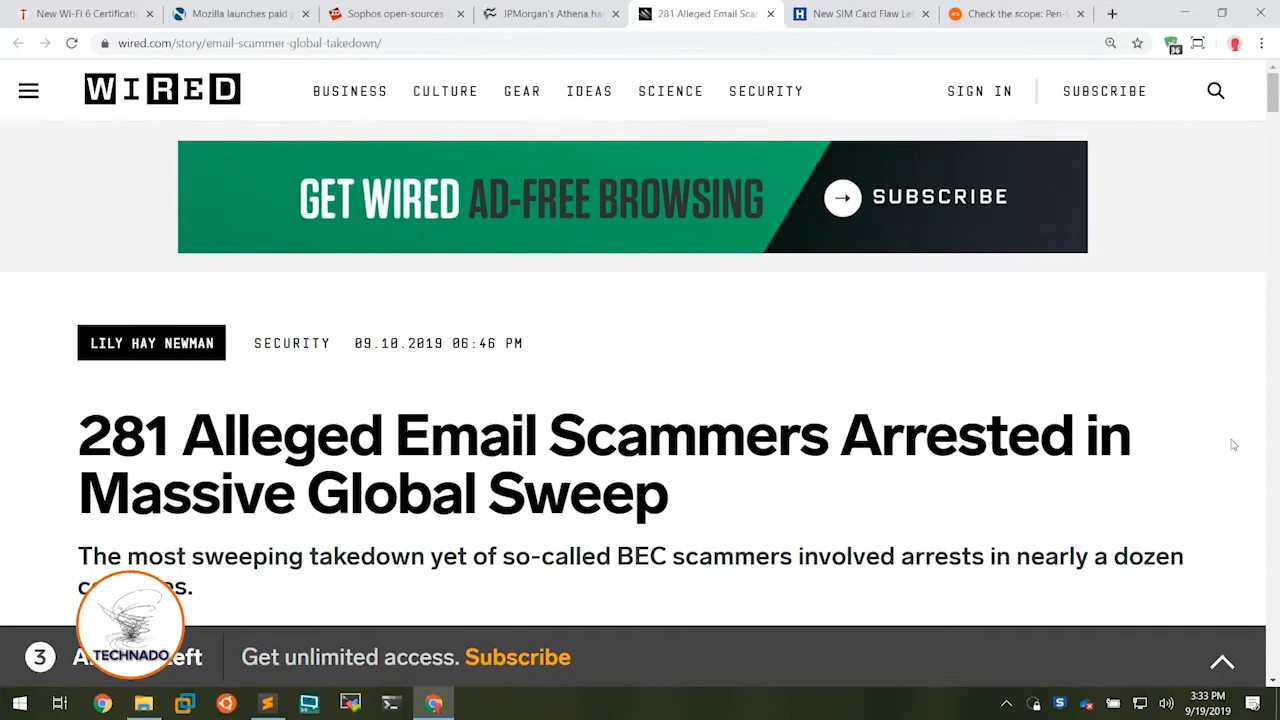 New Wi-Fi 6 Certificati
Mozilla launches paid p
Sophos open-sources
JPMorgan's Athena ha
281 Alleged Email Scam
New SIM Card Flaw Le
Check the scope: Pen-t
wired.com/story/email-scammer-global-takedown/
36
WIRED
BUSINESS CULTURE GEAR IDEAS SCIENCE SECURITY
SIGN IN
SUBSCRIBE
GET WIRED AD-FREE BROWSING
SUBSCRIBE
LILY HAY NEWMAN
SECURITY
09.10.2019 06:46 PM
281 Alleged Email Scammers Arrested in
Massive Global Sweep
The most sweeping takedown yet of so-called BEC scammers involved arrests in nearly a dozen
TECHNADO
3
Get unlimited access. Subscribe
3:33 PM
9/19/2019